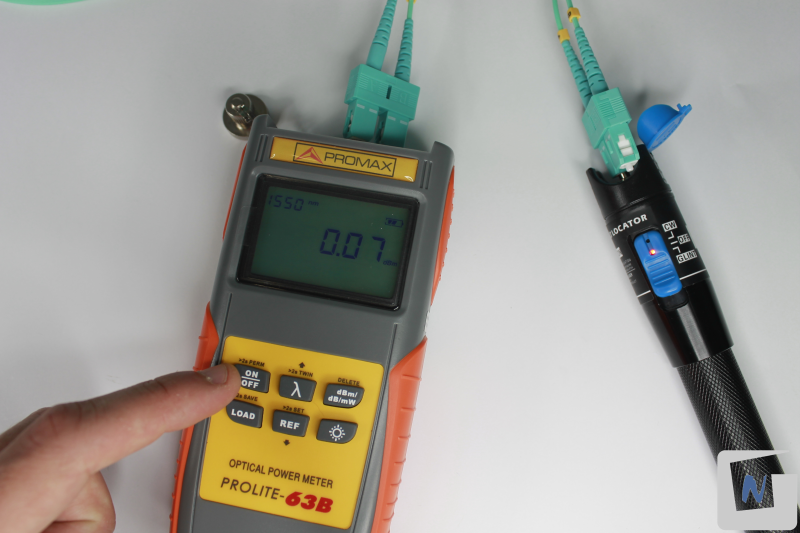 PROMAX
1550
0.07
>2s PERM
ON
OFF
>2s TWIN
λ
DELETE
dBm/
dB/mW
>2s SAVE
LOAD
>2s SET
REF
OPTICAL POWER METER
PROLITE-63B
LOCATOR
CW
OFF
GLINT
N